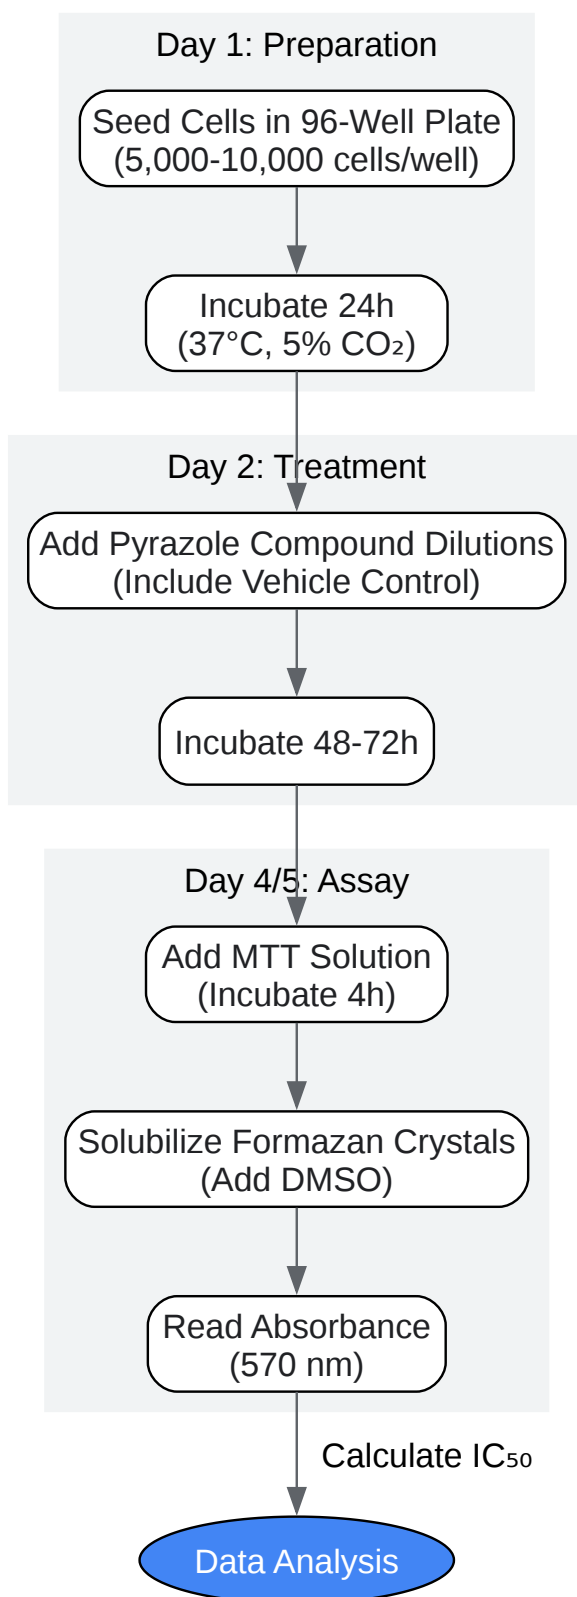 Day 1: Preparation
Seed Cells in 96-Well Plate
(5,000-10,000 cells/well)
Incubate 24h
(37°C, 5% CO₂)
Day 2: Treatment
Add Pyrazole Compound Dilutions
(Include Vehicle Control)
Incubate 48-72h
Day 4/5: Assay
Add MTT Solution
(Incubate 4h)
Solubilize Formazan Crystals
(Add DMSO)
Read Absorbance
(570 nm)
Calculate IC₅₀
Data Analysis